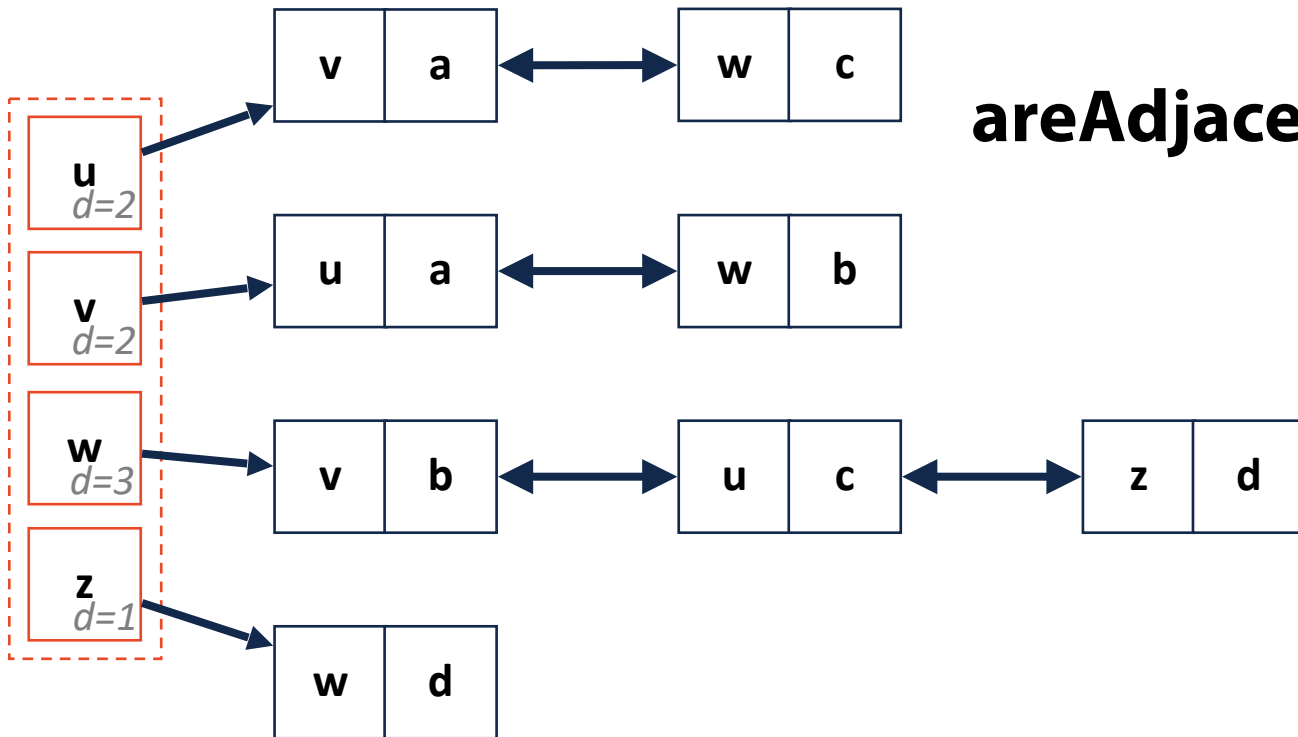 v a w c
areAdjace
u
d=2
u a w b
v
d=2
w
d=3
v b u c z d
z
d=1
w d